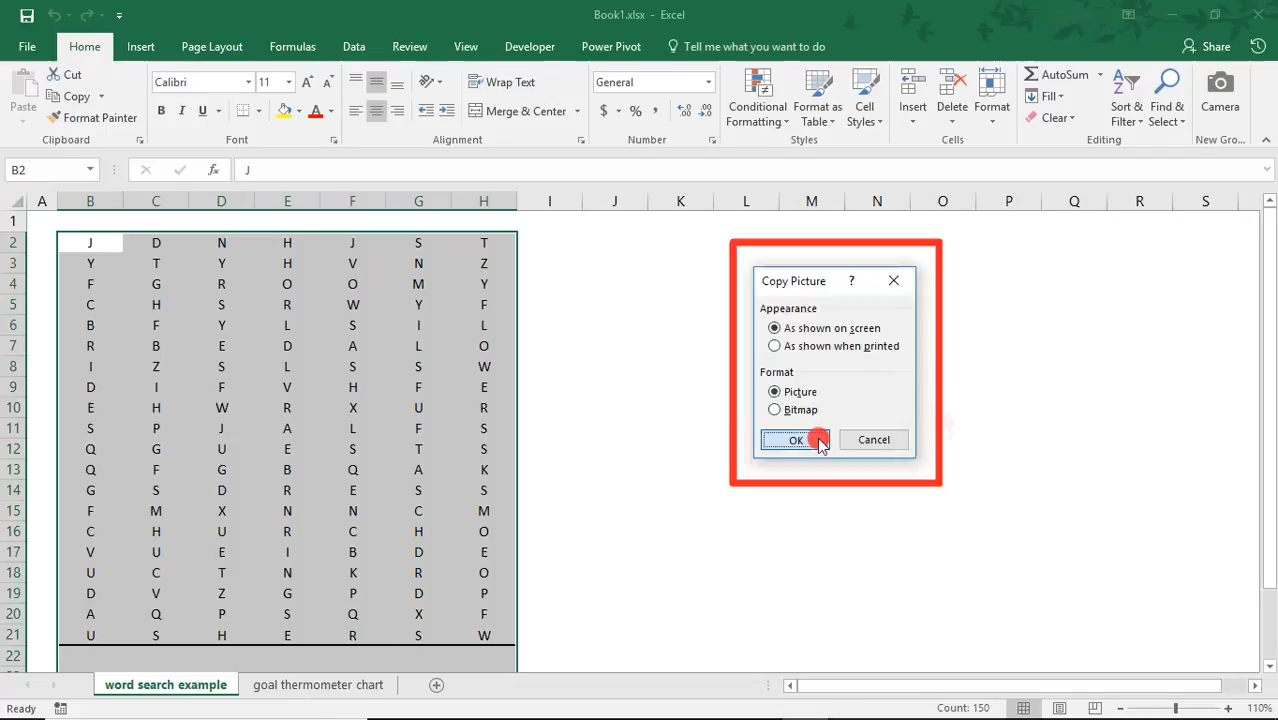 Book1.xlsx - Excel
File Home Insert Page Layout Formulas Data Review View Developer Power Pivot Tell me what you want to do Share
Paste
Cut
Copy
Format Painter
Clipboard
Calibri 11
B I U
Font
Wrap Text
Merge & Center
Alignment
General
$ % ,
Number
Conditional Formatting
Format as Table
Cell Styles
Styles
Insert
Delete
Format
Cells
AutoSum
Fill
Clear
Sort & Filter
Find & Select
Editing
Camera
New Gro...
B2 fx J
A B C D E F G H I J K L M N O P Q R S
1
2 J D N H J S T
3 Y T Y H V N Z
4 F G R O O M Y
5 C H S R W Y F
6 B F Y L S I L
7 R B E D A L O
8 I Z S L S S W
9 D I F V H F E
10 E H W R X U R
11 S P J A L F S
12 Q G U E S T S
13 Q F G B Q A K
14 G S D R E S S
15 F M X N N C M
16 C H U R C H O
17 V U E I B D E
18 U C T N K R O
19 D V Z G P D P
20 A Q P S Q X F
21 U S H E R S W
22
Copy Picture ?
Appearance
As shown on screen
As shown when printed
Format
Picture
Bitmap
OK Cancel
word search example goal thermometer chart
Ready Count: 150 110%